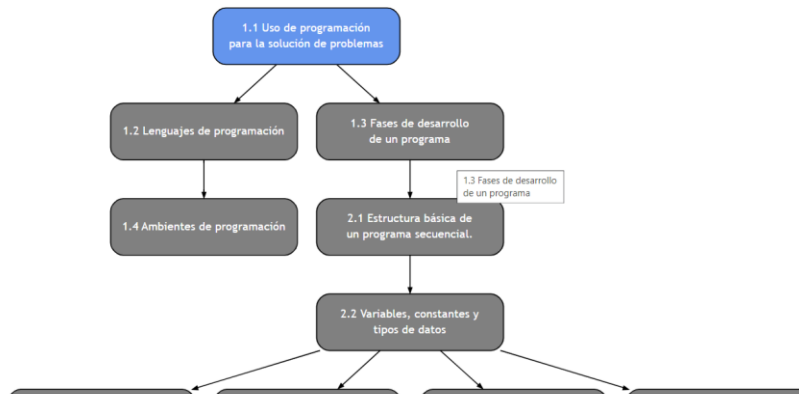 1.1 Uso de programación
para la solución de problemas
1.2 Lenguajes de programación
1.3 Fases de desarrollo
de un programa
1.3 Fases de desarrollo
de un programa
1.4 Ambientes de programación
2.1 Estructura básica de
un programa secuencial.
2.2 Variables, constantes y
tipos de datos